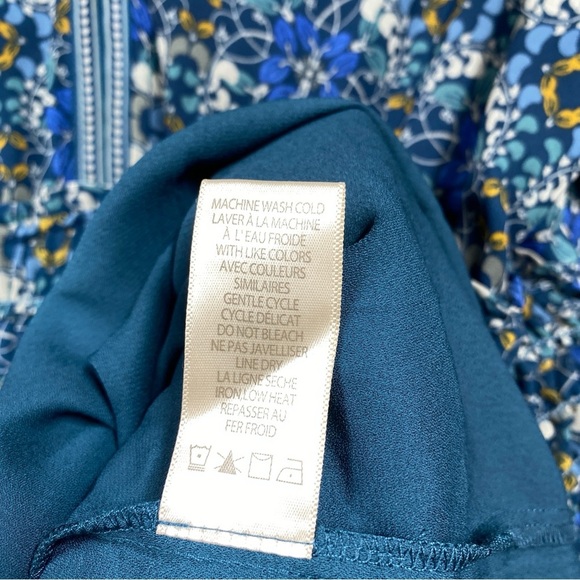 MACHINE WASH COLD
LAVER À LA MACHINE
À L'EAU FROIDE
WITH LIKE COLORS
AVEC COULEURS
SIMILAIRES
GENTLE CYCLE
CYCLE DÉLICAT
DO NOT BLEACH
NE PAS JAVELLISER
LINE DRY
LA LIGNE SECHE
IRON LOW HEAT
REPASSER AU
FER FROID